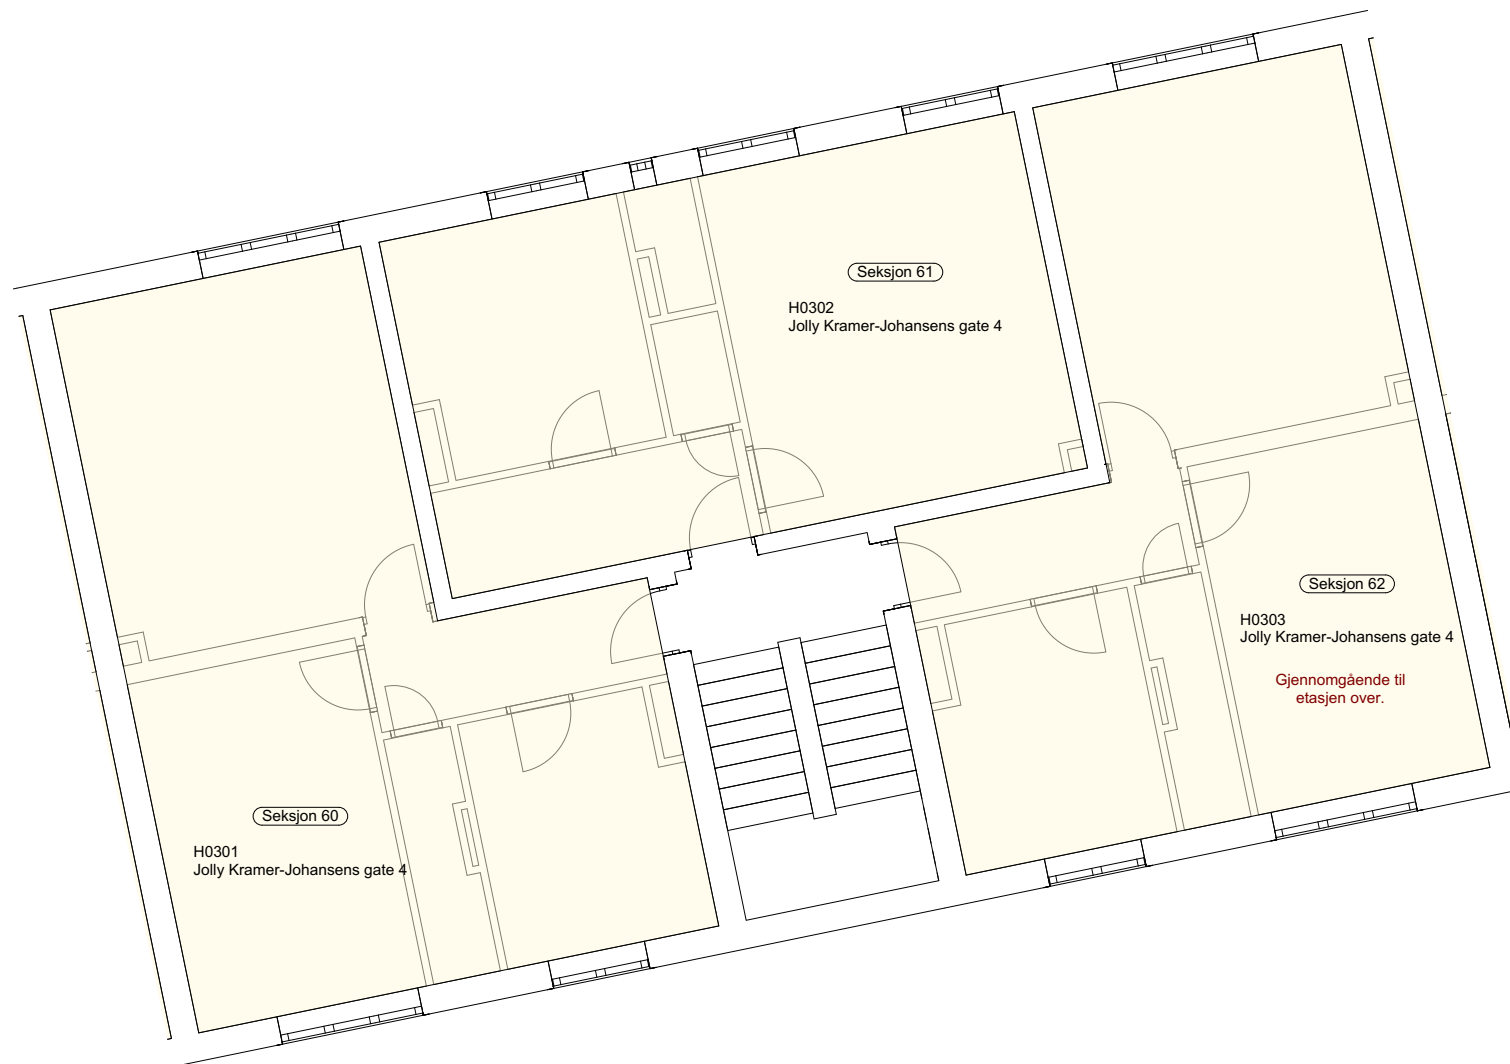 Seksjon 61
H0302
Jolly Kramer-Johansens gate 4
Seksjon 62
H0303
Jolly Kramer-Johansens gate 4
Gjennomgående til
etasjen over.
Seksjon 60
H0301
Jolly Kramer-Johansens gate 4